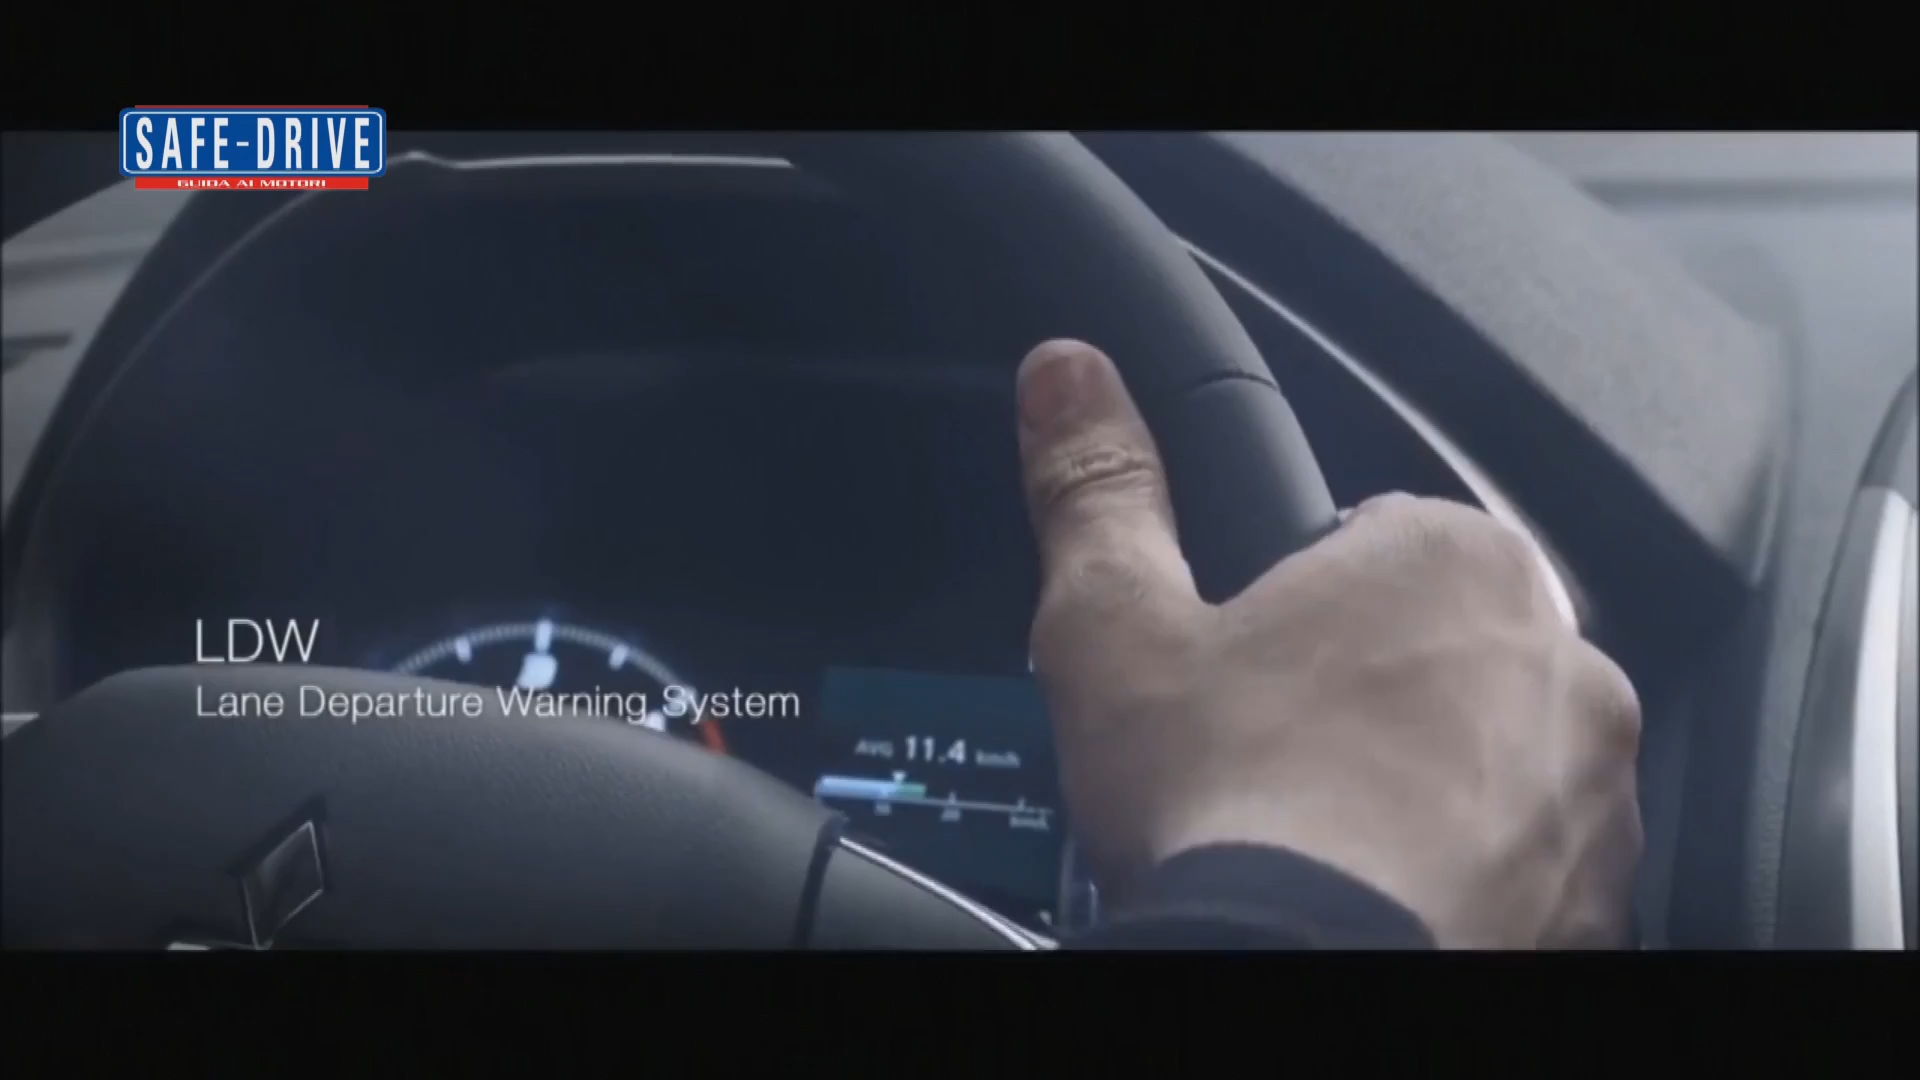 SAFE-DRIVE
GUIDA AI MOTORI
LDW
Lane Departure Warning System
AVG 11.4 km/h